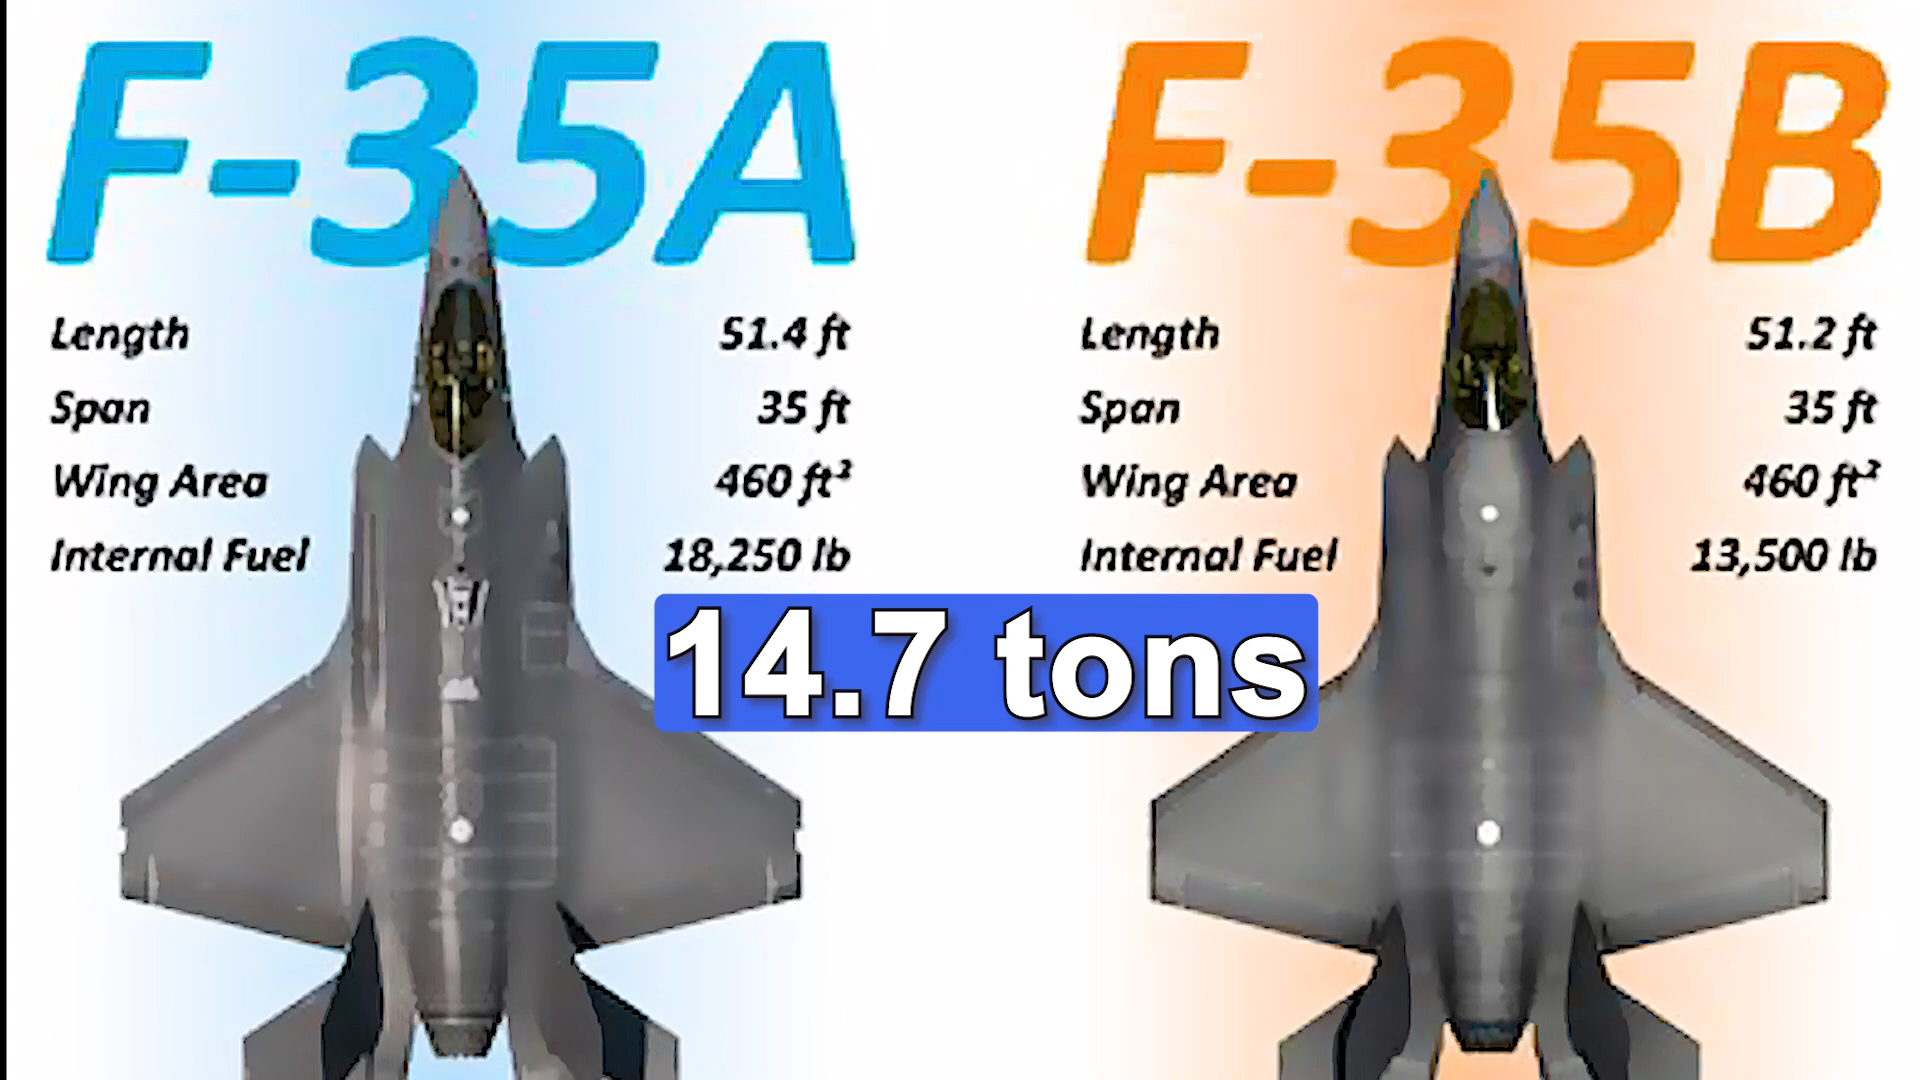 F-35A
Length 51.4 ft
Span 35 ft
Wing Area 460 ft²
Internal Fuel 18,250 lb
F-35B
Length 51.2 ft
Span 35 ft
Wing Area 460 ft²
Internal Fuel 13,500 lb
14.7 tons